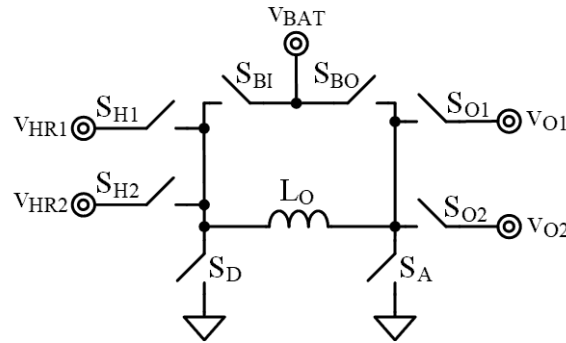 vBAT
SBI SBO
vHR1 SH1 SO1 vO1
vHR2 SH2 LO SO2 vO2
SD SA